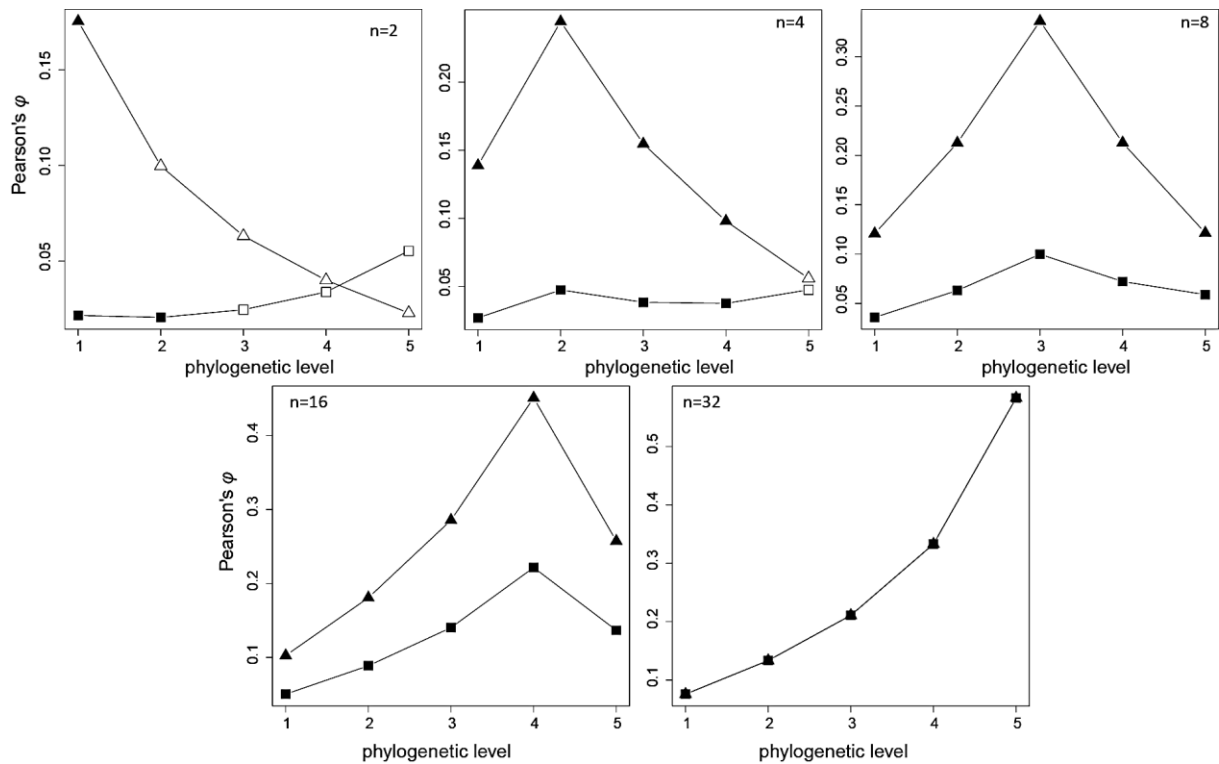 n=2
Pearson's φ
0.05 0.10 0.15
1 2 3 4 5
phylogenetic level
n=4
0.05 0.10 0.15 0.20
1 2 3 4 5
phylogenetic level
n=8
0.05 0.10 0.15 0.20 0.25 0.30
1 2 3 4 5
phylogenetic level
n=16
Pearson's φ
0.1 0.2 0.3 0.4
1 2 3 4 5
phylogenetic level
n=32
0.1 0.2 0.3 0.4 0.5
1 2 3 4 5
phylogenetic level